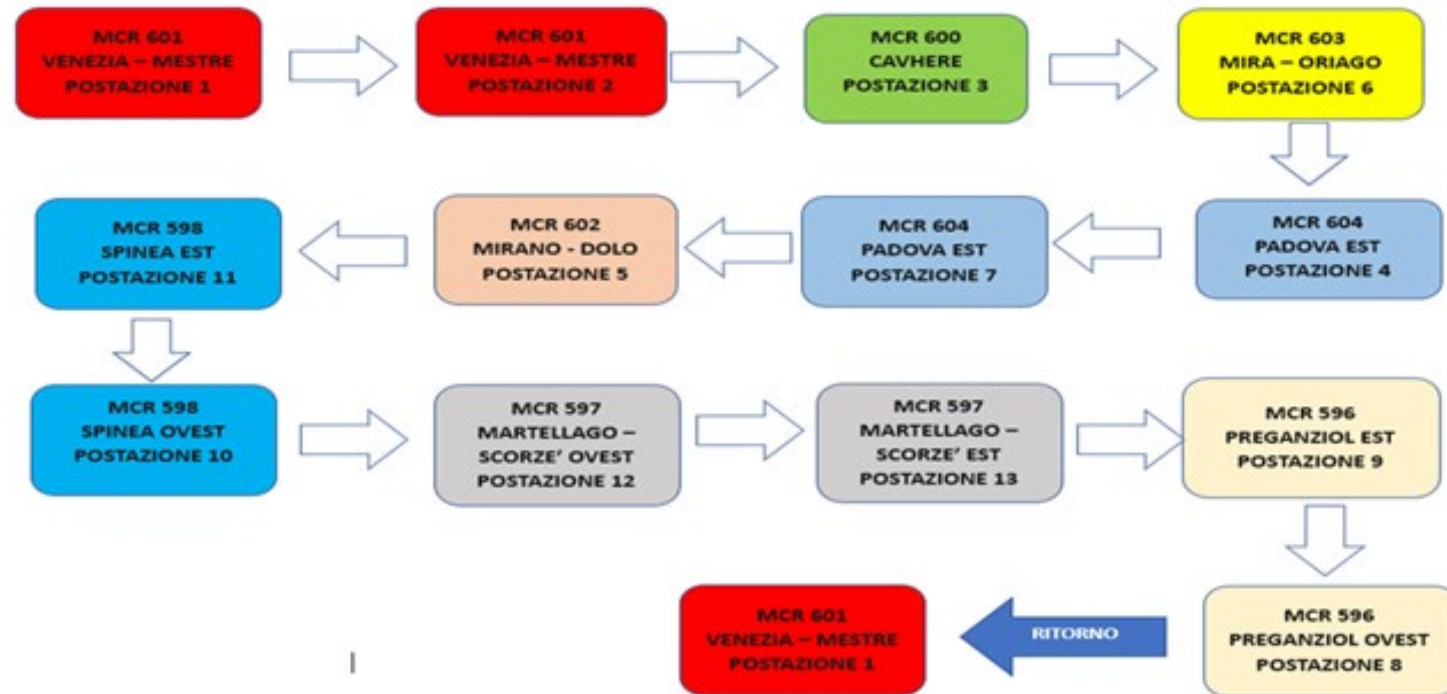 MCR 601
VENEZIA – MESTRE
POSTAZIONE 1
MCR 601
VENEZIA – MESTRE
POSTAZIONE 2
MCR 600
CAVHERE
POSTAZIONE 3
MCR 603
MIRA – ORIAGO
POSTAZIONE 6
MCR 604
PADOVA EST
POSTAZIONE 4
MCR 604
PADOVA EST
POSTAZIONE 7
MCR 602
MIRANO - DOLO
POSTAZIONE 5
MCR 598
SPINEA EST
POSTAZIONE 11
MCR 598
SPINEA OVEST
POSTAZIONE 10
MCR 597
MARTELLAGO –
SCORZE’ OVEST
POSTAZIONE 12
MCR 597
MARTELLAGO –
SCORZE’ EST
POSTAZIONE 13
MCR 596
PREGANZIOL EST
POSTAZIONE 9
MCR 596
PREGANZIOL OVEST
POSTAZIONE 8
RITORNO
MCR 601
VENEZIA – MESTRE
POSTAZIONE 1